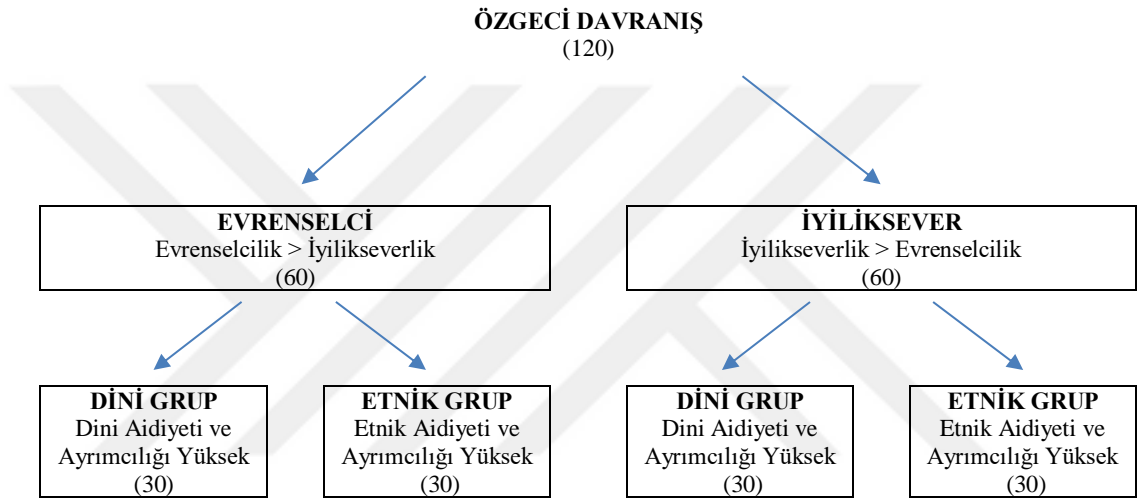 ÖZGECİ DAVRANIŞ
(120)
EVRENSELCİ
Evrenselcilik > İyilikseverlik
(60)
İYİLİKSEVER
İyilikseverlik > Evrenselcilik
(60)
DİNİ GRUP
Dini Aidiyeti ve
Ayrımcılığı Yüksek
(30)
ETNİK GRUP
Etnik Aidiyeti ve
Ayrımcılığı Yüksek
(30)
DİNİ GRUP
Dini Aidiyeti ve
Ayrımcılığı Yüksek
(30)
ETNİK GRUP
Etnik Aidiyeti ve
Ayrımcılığı Yüksek
(30)